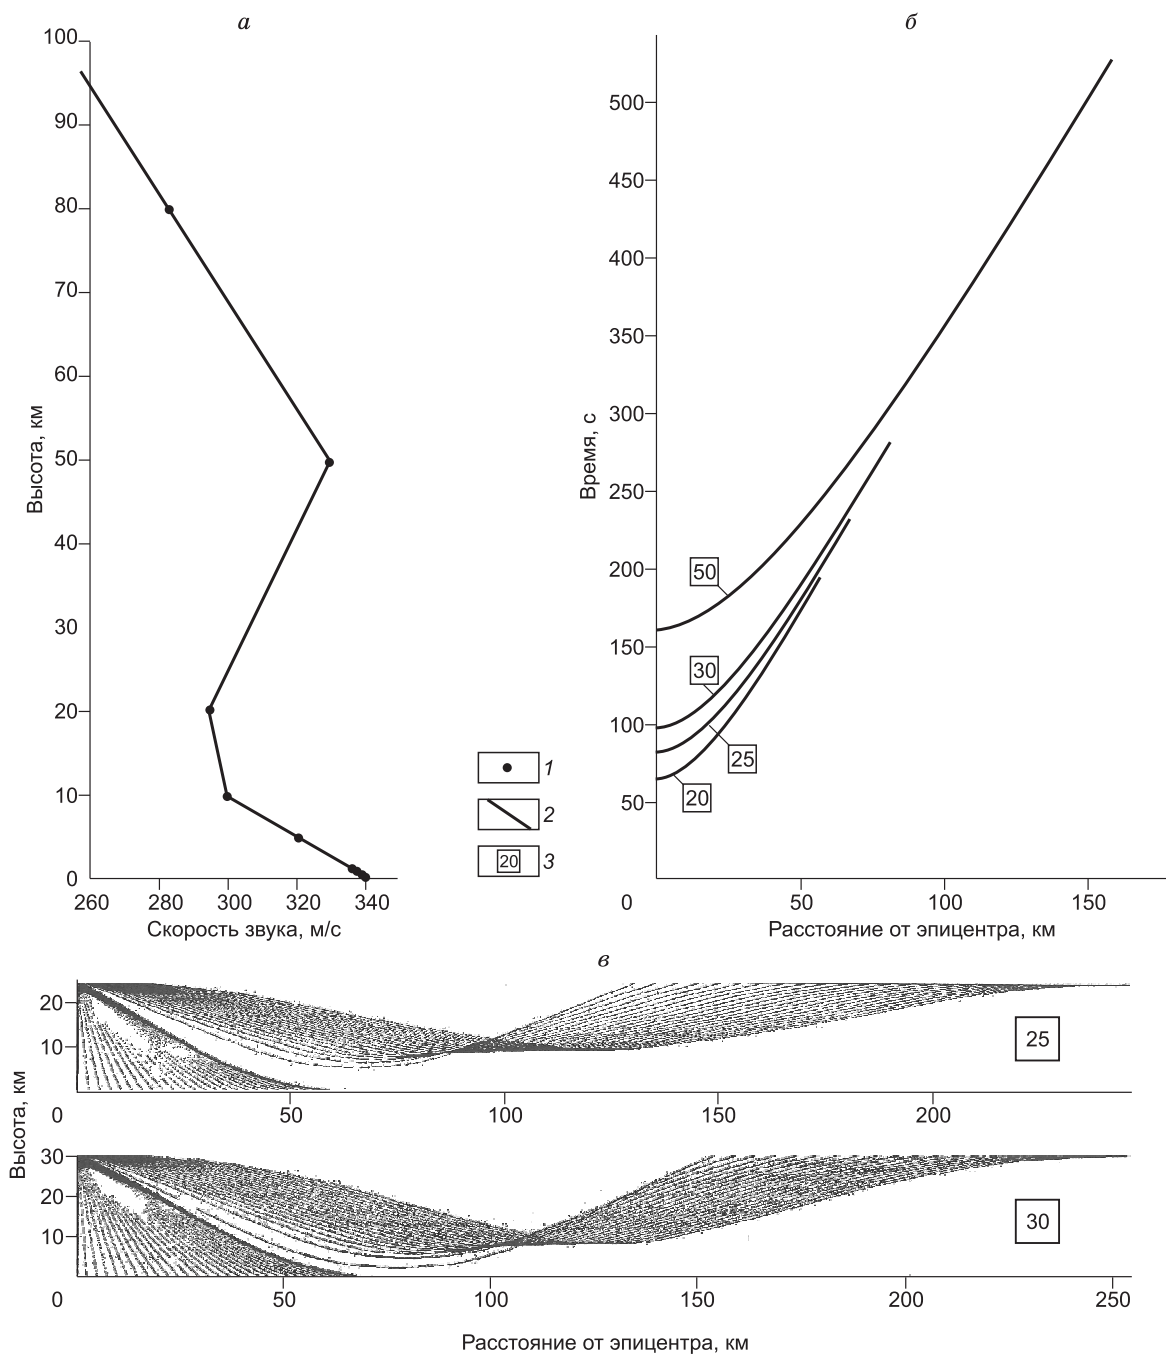 а
100
90
80
70
60
50
40
30
20
10
0
Высота, км
260 280 300 320 340
Скорость звука, м/с
1
2
20 3
б
500
450
400
350
300
250
200
150
100
50
Время, с
50
30
25
20
0 50 100 150
Расстояние от эпицентра, км
в
20
10
25
0 50 100 150 200
Высота, км
30
20
10
30
0 50 100 150 200 250
Расстояние от эпицентра, км